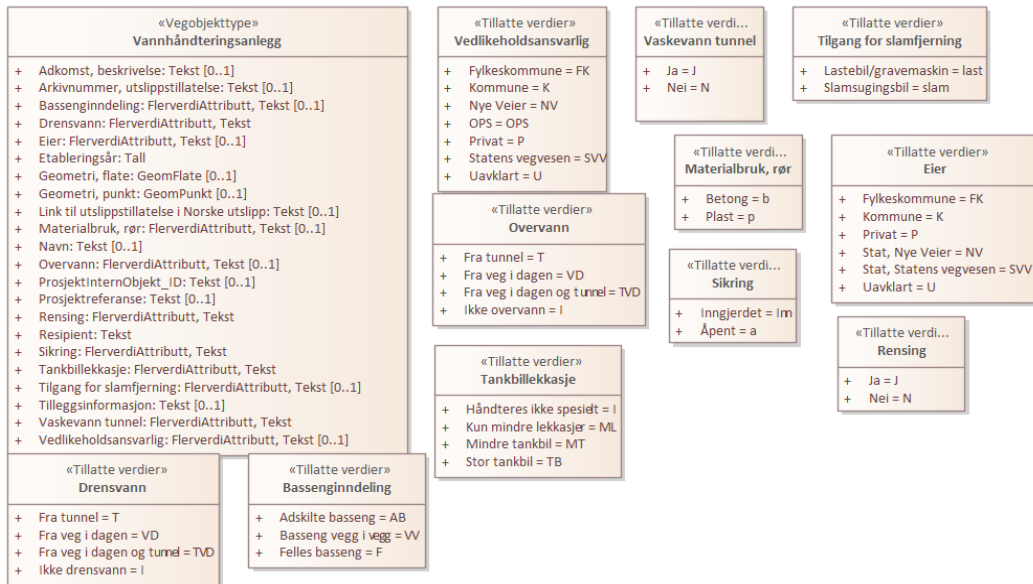 «Vegobjekttype»
Vannhåndteringsanlegg
+ Adkomst, beskrivelse: Tekst [0..1]
+ Arkivnummer, utslippstillatelse: Tekst [0..1]
+ Bassenginndeling: FlerverdiAttributt, Tekst [0..1]
+ Drensvann: FlerverdiAttributt, Tekst
+ Eier: FlerverdiAttributt, Tekst [0..1]
+ Etableringsår: Tall
+ Geometri, flate: GeomFlate [0..1]
+ Geometri, punkt: GeomPunkt [0..1]
+ Link til utslippstillatelse i Norske utslipp: Tekst [0..1]
+ Materialbruk, rør: FlerverdiAttributt, Tekst [0..1]
+ Navn: Tekst [0..1]
+ Overvann: FlerverdiAttributt, Tekst [0..1]
+ ProsjektInternObjekt_ID: Tekst [0..1]
+ Prosjektreferanse: Tekst [0..1]
+ Rensing: FlerverdiAttributt, Tekst
+ Resipient: Tekst
+ Sikring: FlerverdiAttributt, Tekst
+ Tankbillekkasje: FlerverdiAttributt, Tekst
+ Tilgang for slamfjerning: FlerverdiAttributt, Tekst [0..1]
+ Tilleggsinformasjon: Tekst [0..1]
+ Vaskevann tunnel: FlerverdiAttributt, Tekst
+ Vedlikeholdsansvarlig: FlerverdiAttributt, Tekst [0..1]
«Tillatte verdier»
Vedlikeholdsansvarlig
+ Fylkeskommune = FK
+ Kommune = K
+ Nye Veier = NV
+ OPS = OPS
+ Privat = P
+ Statens vegvesen = SVV
+ Uavklart = U
«Tillatte verdi...
Vaskevann tunnel
+ Ja = J
+ Nei = N
«Tillatte verdier»
Tilgang for slamfjerning
+ Lastebil/gravemaskin = last
+ Slamsugingsbil = slam
«Tillatte verdi...
Materialbruk, rør
+ Betong = b
+ Plast = p
«Tillatte verdier»
Eier
+ Fylkeskommune = FK
+ Kommune = K
+ Privat = P
+ Stat, Nye Veier = NV
+ Stat, Statens vegvesen = SVV
+ Uavklart = U
«Tillatte verdier»
Overvann
+ Fra tunnel = T
+ Fra veg i dagen = VD
+ Fra veg i dagen og tunnel = TVD
+ Ikke overvann = I
«Tillatte verdi...
Sikring
+ Inngjerdet = Inn
+ Åpent = a
«Tillatte verdi...
Rensing
+ Ja = J
+ Nei = N
«Tillatte verdier»
Tankbillekkasje
+ Håndteres ikke spesielt = I
+ Kun mindre lekkasjer = ML
+ Mindre tankbil = MT
+ Stor tankbil = TB
«Tillatte verdier»
Drensvann
+ Fra tunnel = T
+ Fra veg i dagen = VD
+ Fra veg i dagen og tunnel = TVD
+ Ikke drensvann = I
«Tillatte verdier»
Bassenginndeling
+ Adskilte basseng = AB
+ Basseng vegg i vegg = VV
+ Felles basseng = F